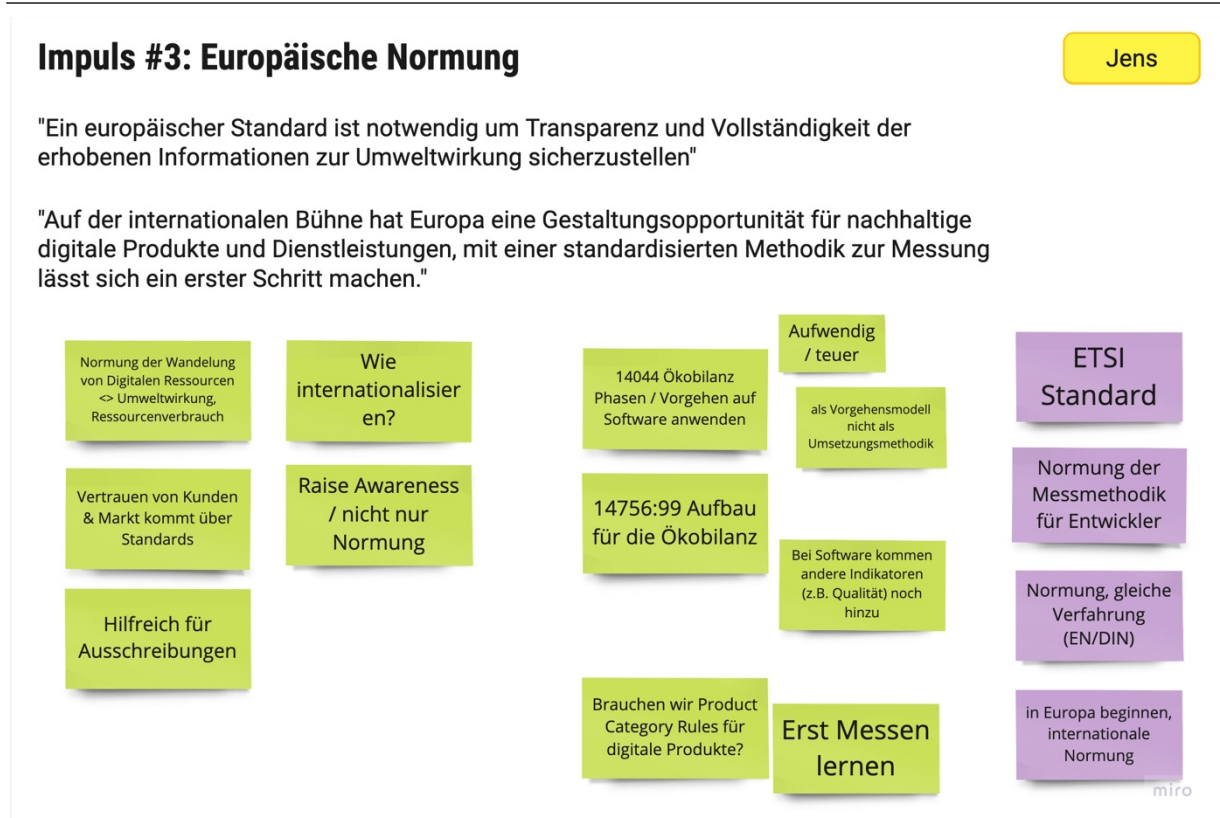 Impuls #3: Europäische Normung
Jens
"Ein europäischer Standard ist notwendig um Transparenz und Vollständigkeit der
erhobenen Informationen zur Umweltwirkung sicherzustellen"
"Auf der internationalen Bühne hat Europa eine Gestaltungsopportunität für nachhaltige
digitale Produkte und Dienstleistungen, mit einer standardisierten Methodik zur Messung
lässt sich ein erster Schritt machen."
Normung der Wandelung
von Digitalen Ressourcen
<> Umweltwirkung,
Ressourcenverbrauch
Wie
internationalisier
en?
Vertrauen von Kunden
& Markt kommt über
Standards
Raise Awareness
/ nicht nur
Normung
Hilfreich für
Ausschreibungen
14044 Ökobilanz
Phasen / Vorgehen auf
Software anwenden
Aufwendig
/ teuer
als Vorgehensmodell
nicht als
Umsetzungsmethodik
14756:99 Aufbau
für die Ökobilanz
Bei Software kommen
andere Indikatoren
(z.B. Qualität) noch
hinzu
Brauchen wir Product
Category Rules für
digitale Produkte?
Erst Messen
lernen
ETSI
Standard
Normung der
Messmethodik
für Entwickler
Normung, gleiche
Verfahrung
(EN/DIN)
in Europa beginnen,
internationale
Normung
miro